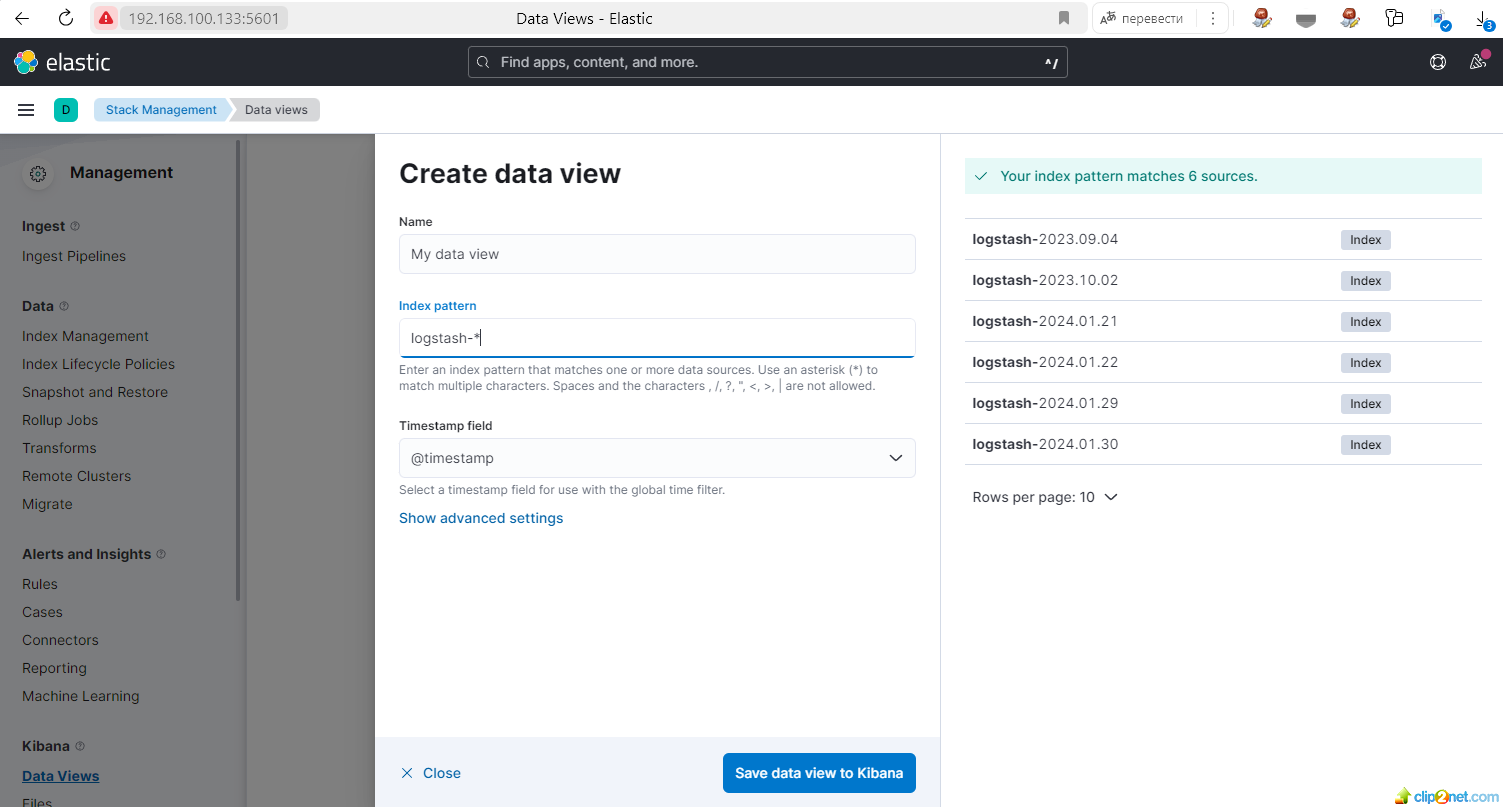 192.168.100.133:5601
Data Views - Elastic
перевести
3
elastic
Find apps, content, and more.
^/
D
Stack Management
Data views
Management
Ingest
Ingest Pipelines
Data
Index Management
Index Lifecycle Policies
Snapshot and Restore
Rollup Jobs
Transforms
Remote Clusters
Migrate
Alerts and Insights
Rules
Cases
Connectors
Reporting
Machine Learning
Kibana
Data Views
Files
Create data view
Name
My data view
Index pattern
logstash-*
Enter an index pattern that matches one or more data sources. Use an asterisk (*) to
match multiple characters. Spaces and the characters , /, ?, ", <, >, | are not allowed.
Timestamp field
@timestamp
Select a timestamp field for use with the global time filter.
Show advanced settings
Close
Save data view to Kibana
Your index pattern matches 6 sources.
logstash-2023.09.04 Index
logstash-2023.10.02 Index
logstash-2024.01.21 Index
logstash-2024.01.22 Index
logstash-2024.01.29 Index
logstash-2024.01.30 Index
Rows per page: 10
clip2net.com